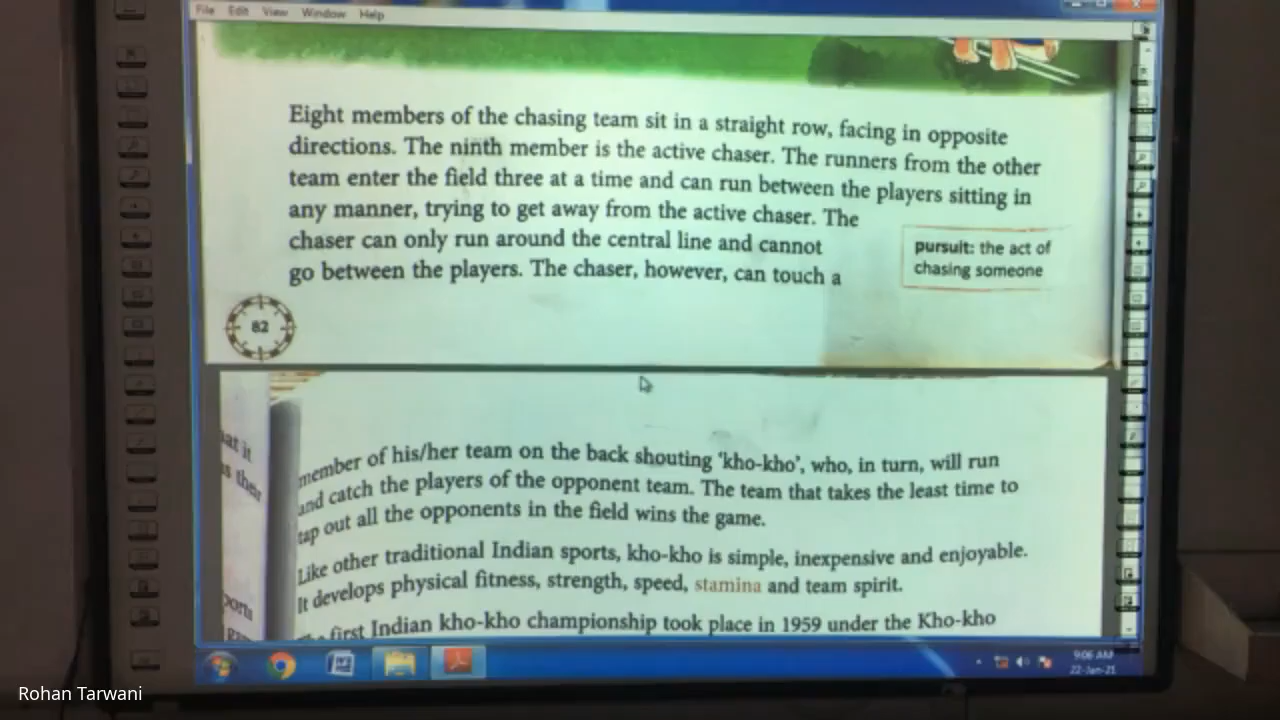 File Edit View Window Help
Eight members of the chasing team sit in a straight row, facing in opposite
directions. The ninth member is the active chaser. The runners from the other
team enter the field three at a time and can run between the players sitting in
any manner, trying to get away from the active chaser. The
chaser can only run around the central line and cannot
go between the players. The chaser, however, can touch a
pursuit: the act of
chasing someone
82
member of his/her team on the back shouting 'kho-kho', who, in turn, will run
and catch the players of the opponent team. The team that takes the least time to
tap out all the opponents in the field wins the game.
Like other traditional Indian sports, kho-kho is simple, inexpensive and enjoyable.
It develops physical fitness, strength, speed, stamina and team spirit.
first Indian kho-kho championship took place in 1959 under the Kho-kho
at it
s their
ports
9:06 AM
22-Jan-21
Rohan Tarwani